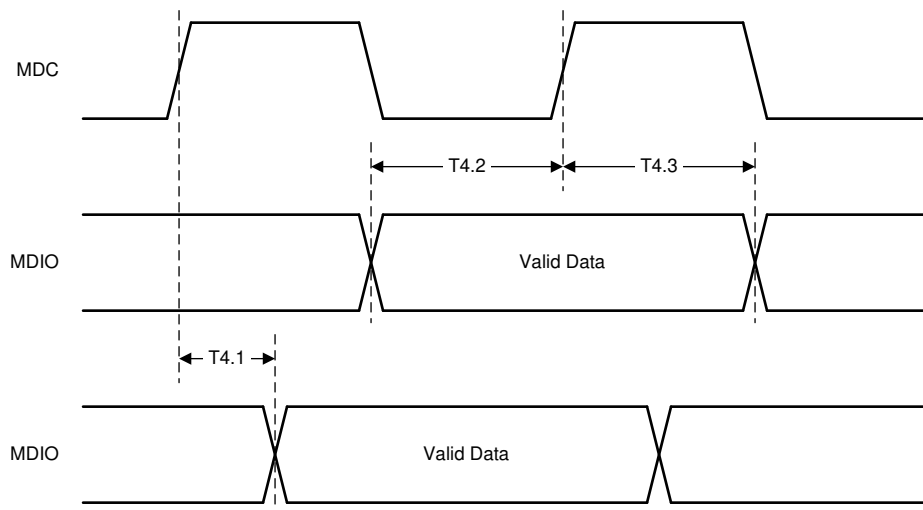 MDC
T4.2
T4.3
MDIO
Valid Data
T4.1
MDIO
Valid Data